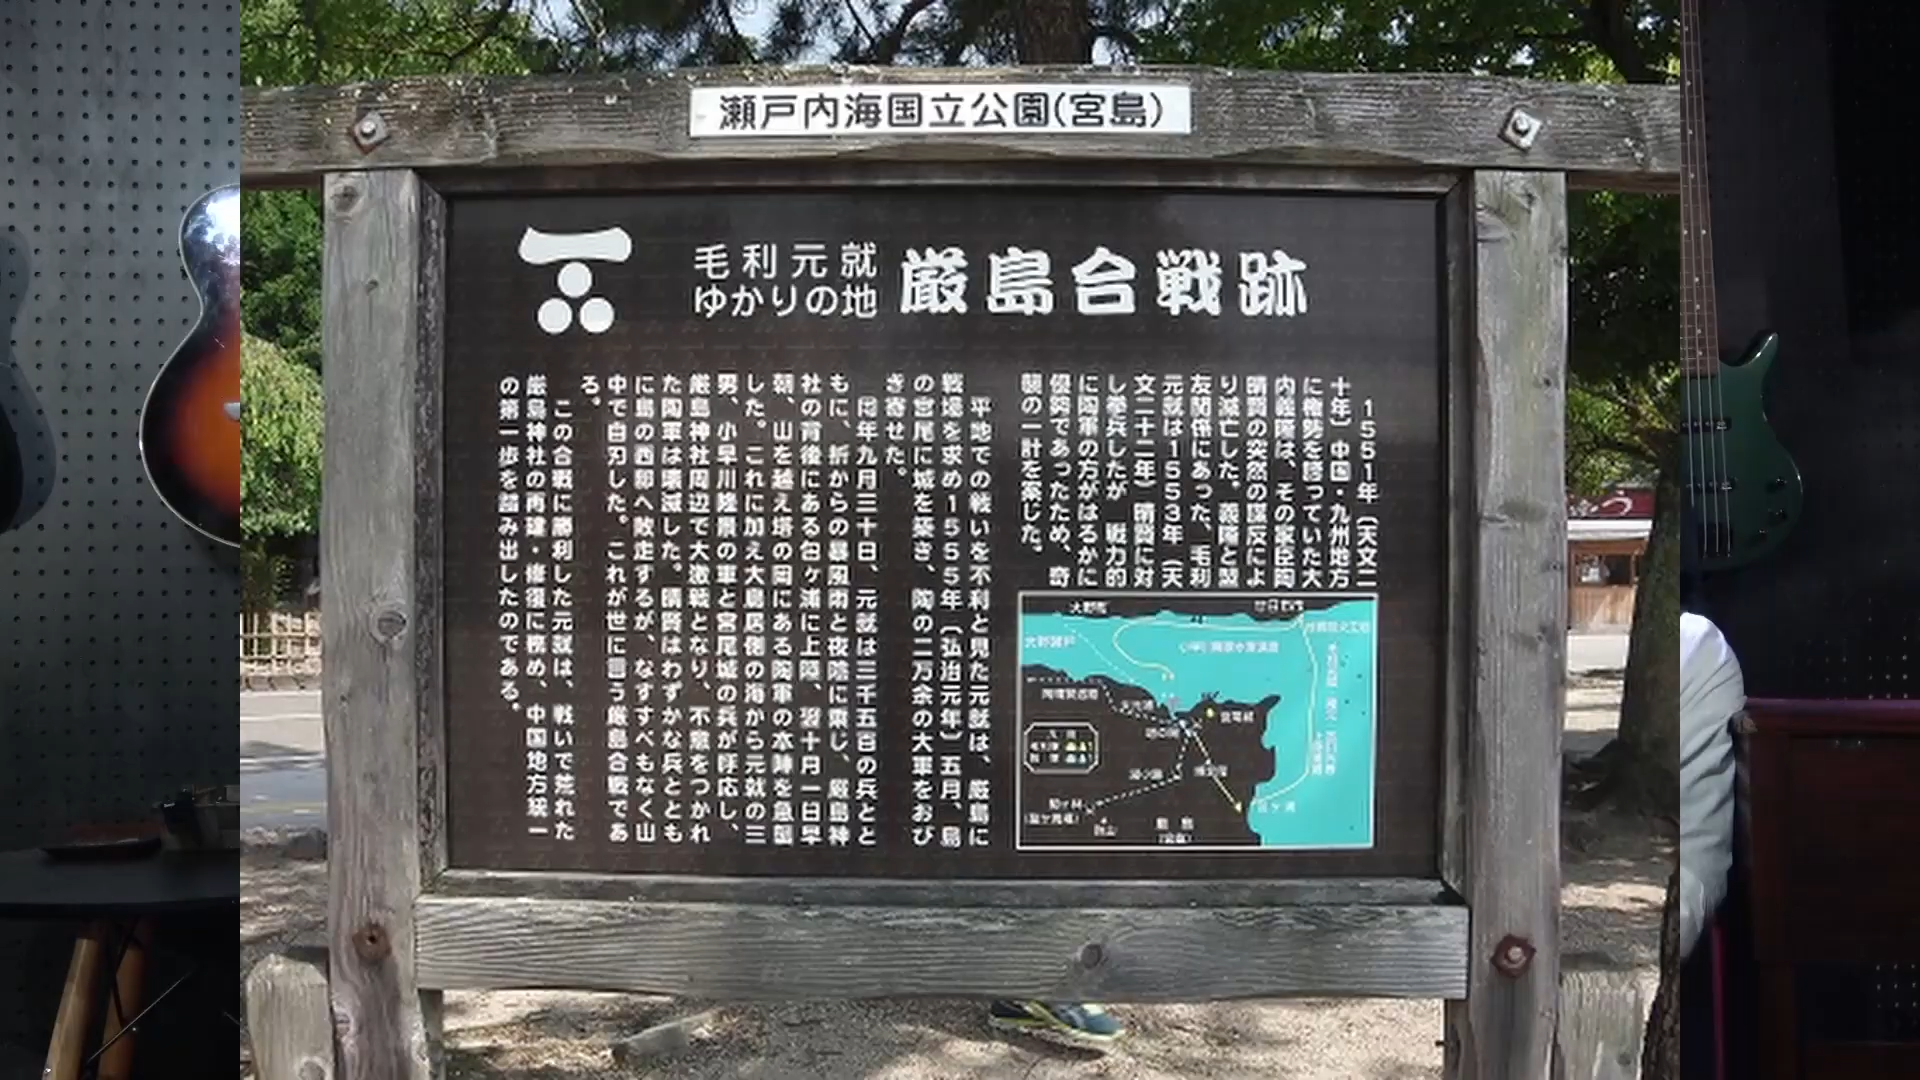 瀬戸内海国立公園(宮島)
毛利元就
ゆかりの地
厳島合戦跡
1551年(天文二
十年)中国・九州地方
に権勢を誇っていた大
内義隆は、その家臣陶
晴賢の突然の謀反によ
り滅亡した。義隆と盟
友関係にあった、毛利
元就は1553年(天
文二十二年)晴賢に対
し挙兵したが 戦力的
に陶軍の方がはるかに
優勢であったため、奇
襲の一計を案じた。
平地での戦いを不利と見た元就は、厳島に
戦場を求め1555年(弘治元年)五月、島
の宮尾に城を築き、陶の二万余の大軍をおび
き寄せた。
同年九月三十日、元就は三千五百の兵とと
もに、折からの暴風雨と夜陰に乗じ、厳島神
社の背後にある包ヶ浦に上陸、翌十月一日早
朝、山を越え塔の岡にある陶軍の本陣を急襲
した。これに加え大鳥居側の海から元就の三
男、小早川隆景の軍と宮尾城の兵が呼応し、
厳島神社周辺で大激戦となり、不意をつかれ
た陶軍は壊滅した。晴賢はわずかな兵ととも
に島の西部へ敗走するが、なすすべもなく山
中で自刃した。これが世に言う厳島合戦であ
る。
この合戦に勝利した元就は、戦いで荒れた
厳島神社の再建・修復に務め、中国地方統一
の第一歩を踏み出したのである。
大野町
廿日市市
大野瀬戸
宮尾城
塔の岡
博奕尾
包ヶ浦